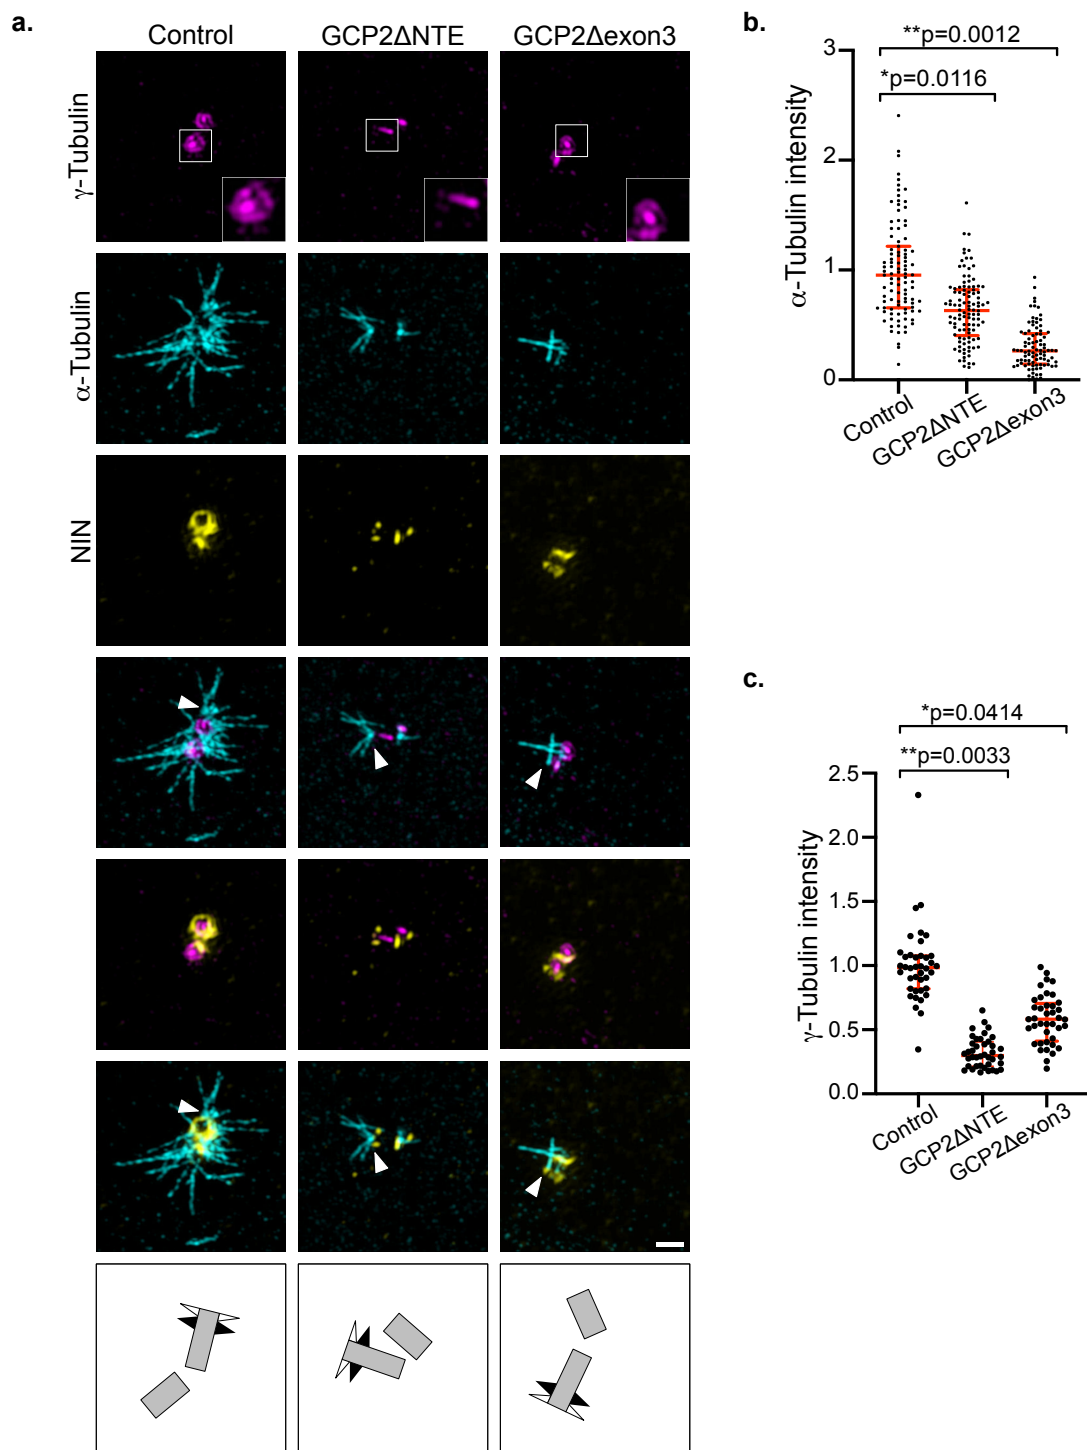 a.
Control
GCP2ΔNTE
GCP2Δexon3
γ-Tubulin
α-Tubulin
NIN
b.
**p=0.0012
*p=0.0116
α-Tubulin intensity
3
2
1
0
Control
GCP2ΔNTE
GCP2Δexon3
c.
*p=0.0414
**p=0.0033
γ-Tubulin intensity
2.5
2.0
1.5
1.0
0.5
0.0
Control
GCP2ΔNTE
GCP2Δexon3